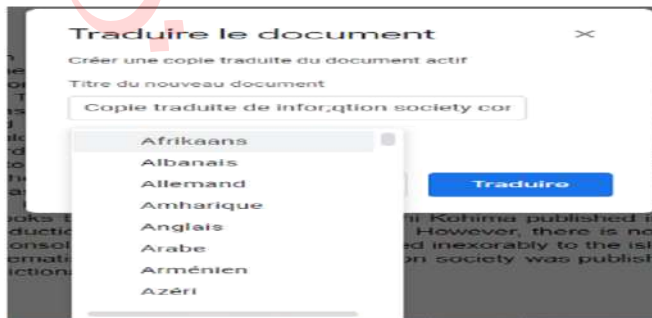 Traduire le document
Créer une copie traduite du document actif
Titre du nouveau document
Copie traduite de infor;qtion society cor
Afrikaans
Albanais
Allemand
Traduire
Amharique
Anglais
Arabe
Arménien
Azéri
Kohima published
However, there is no
ed inexorably to the isl
on society was publish